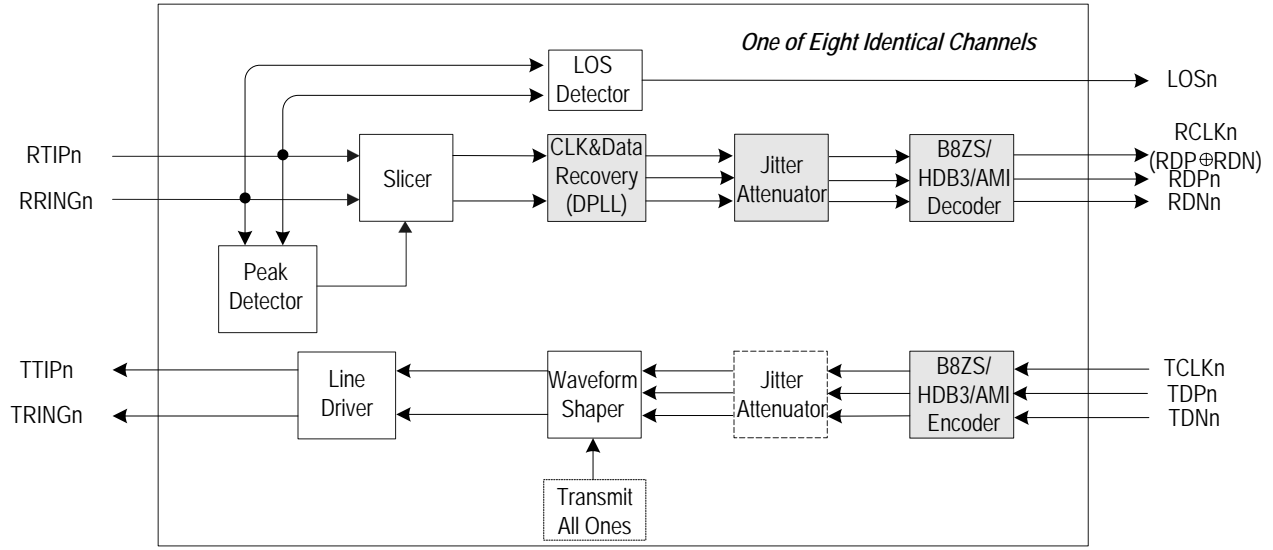 One of Eight Identical Channels
LOS
Detector
LOSn
RTIPn
RRINGn
Slicer
CLK&Data
Recovery
(DPLL)
Jitter
Attenuator
B8ZS/
HDB3/AMI
Decoder
RCLKn
(RDP⊕RDN)
RDPn
RDNn
Peak
Detector
TTIPn
TRINGn
Line
Driver
Waveform
Shaper
Jitter
Attenuator
B8ZS/
HDB3/AMI
Encoder
TCLKn
TDPn
TDNn
Transmit
All Ones